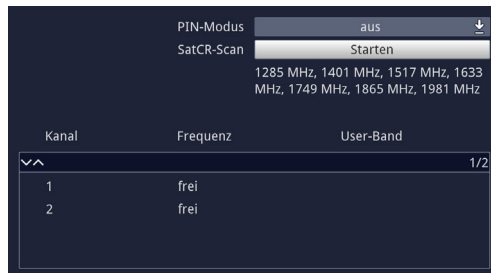 PIN-Modus aus
SatCR-Scan Starten
1285 MHz, 1401 MHz, 1517 MHz, 1633
MHz, 1749 MHz, 1865 MHz, 1981 MHz
Kanal Frequenz User-Band
1/2
1 frei
2 frei